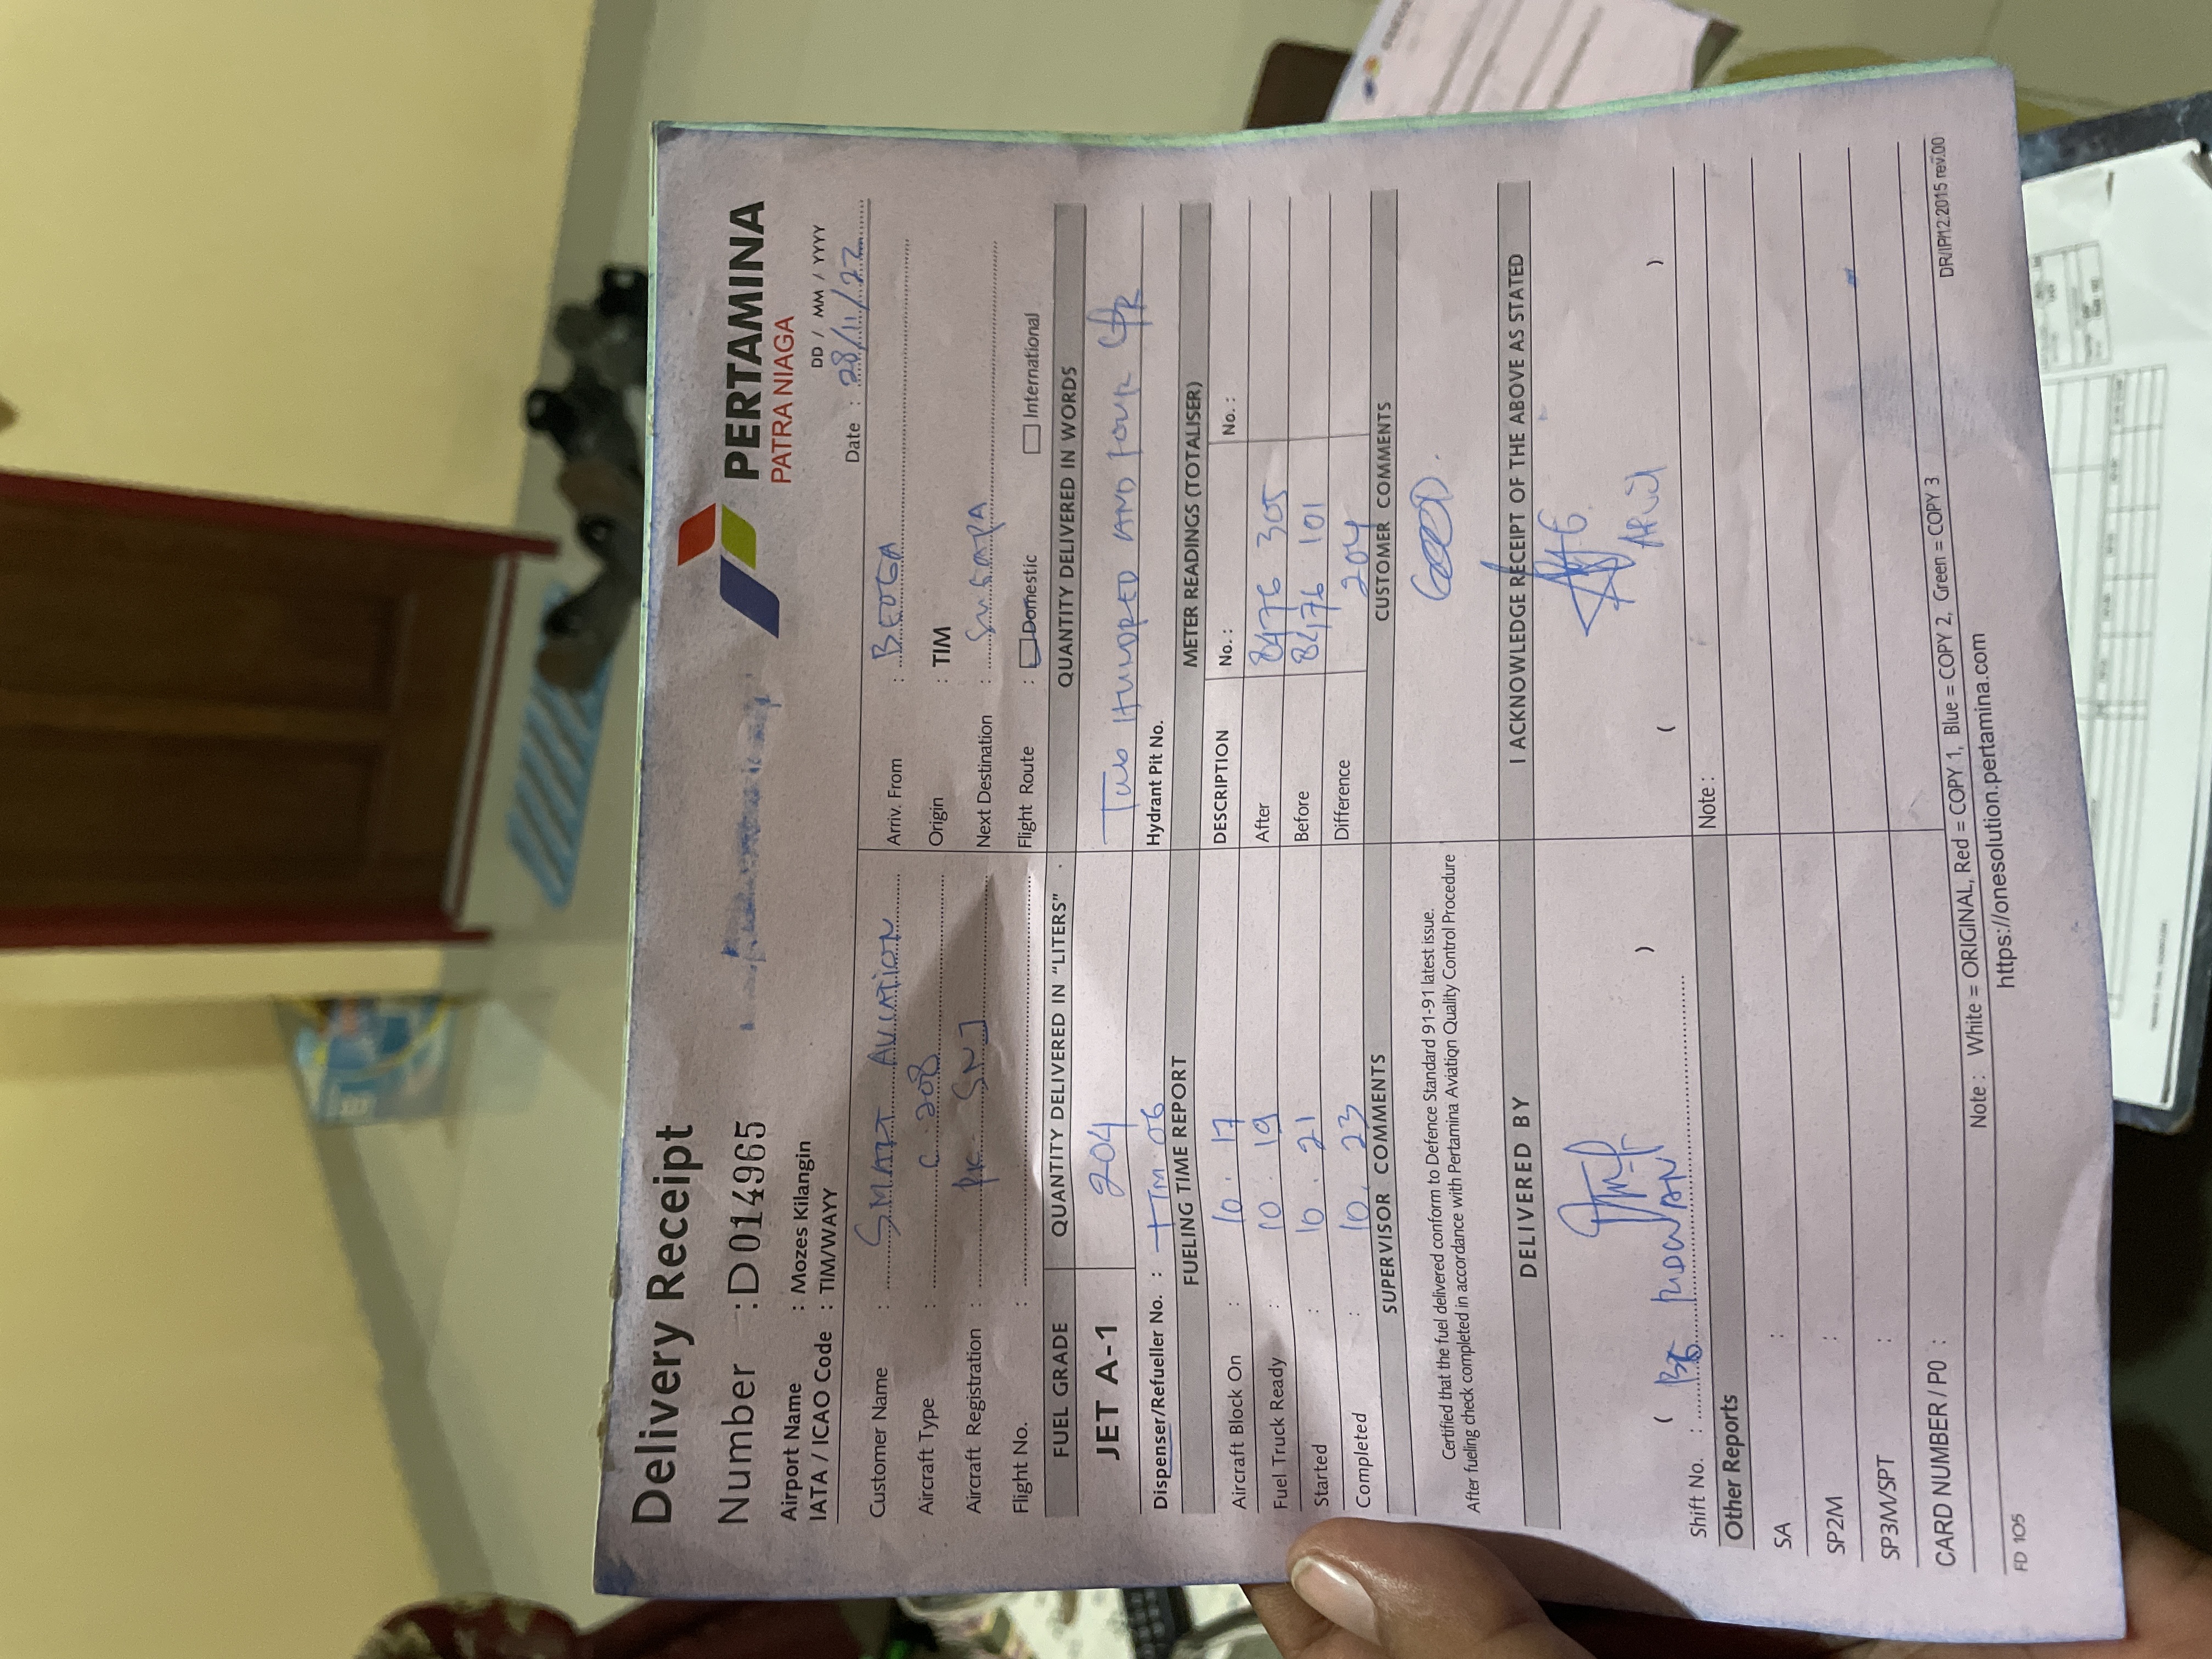 Delivery Receipt
PERTAMINA
PATRA NIAGA
Number : D 014965
Airport Name : Mozes Kilangin
IATA / ICAO Code : TIM/WAYY
DD / MM / YYYY
Date : 28/11/22
Customer Name : SMART AVIATION
Arriv. From : BEOGA
Aircraft Type : C 208
Origin : TIM
Aircraft Registration : PK - SNJ
Next Destination : SUGAPA
Flight No. :
Flight Route : Domestic International
FUEL GRADE QUANTITY DELIVERED IN "LITERS" QUANTITY DELIVERED IN WORDS
JET A-1 204 TWO HUNDRED AND FOUR LTR
Dispenser/Refueller No. : TIM 06 Hydrant Pit No.
FUELING TIME REPORT METER READINGS (TOTALISER)
Aircraft Block On : 10. 17 DESCRIPTION No. : No. :
Fuel Truck Ready : 10. 19 After 8476 305
Started : 10. 21 Before 8476 101
Completed : 10. 23 Difference 204
SUPERVISOR COMMENTS CUSTOMER COMMENTS
Certified that the fuel delivered conform to Defence Standard 91-91 latest issue.
After fueling check completed in accordance with Pertamina Aviation Quality Control Procedure
GOOD.
DELIVERED BY I ACKNOWLEDGE RECEIPT OF THE ABOVE AS STATED
( ) ( )
Shift No. :
Other Reports Note :
SA :
SP2M :
SP3M/SPT :
CARD NUMBER / PO :
Note : White = ORIGINAL, Red = COPY 1, Blue = COPY 2, Green = COPY 3
DR/IP/12.2015 rev.00
FD 105
https://onesolution.pertamina.com